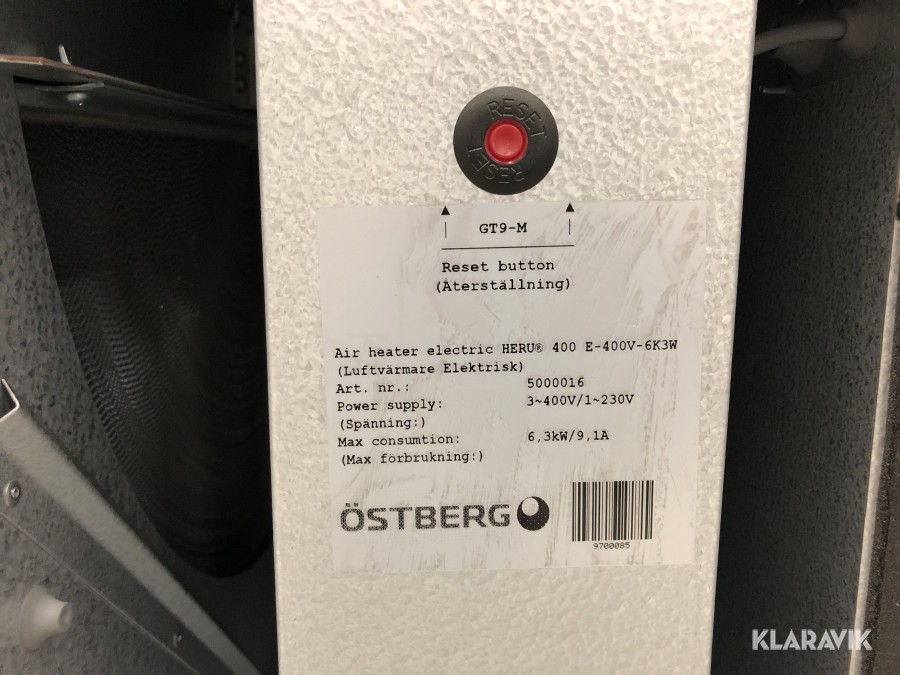 RESET
RESET
GT9-M
Reset button
(Återställning)
Air heater electric HERU® 400 E-400V-6K3W
(Luftvärmare Elektrisk)
Art. nr.: 5000016
Power supply: 3~400V/1~230V
(Spänning:)
Max consumtion: 6,3kW/9,1A
(Max förbrukning:)
ÖSTBERG
9700085
KLARAVIK